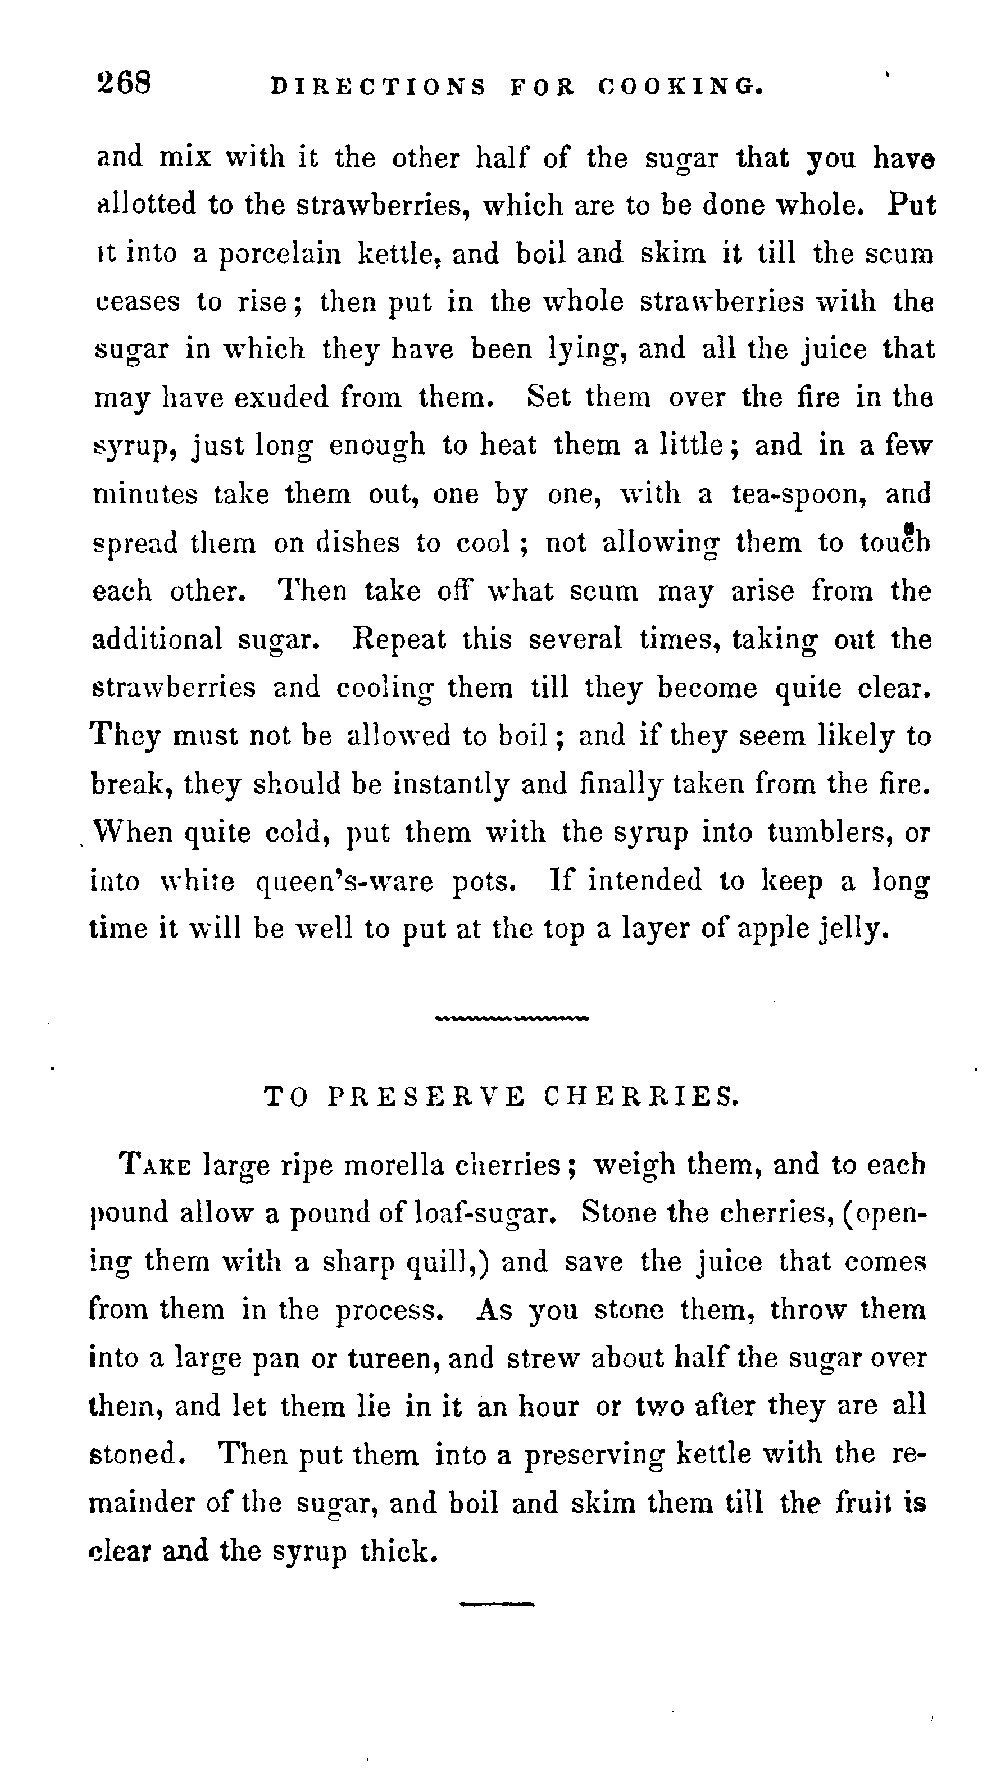 268 DIRECTIONS FOR COOKING.
and mix with it the other half of the sugar that you have
allotted to the strawberries, which are to be done whole. Put
it into a porcelain kettle, and boil and skim it till the scum
ceases to rise; then put in the whole strawberries with the
sugar in which they have been lying, and all the juice that
may have exuded from them. Set them over the fire in the
syrup, just long enough to heat them a little; and in a few
minutes take them out, one by one, with a tea-spoon, and
spread them on dishes to cool; not allowing them to touch
each other. Then take off what scum may arise from the
additional sugar. Repeat this several times, taking out the
strawberries and cooling them till they become quite clear.
They must not be allowed to boil; and if they seem likely to
break, they should be instantly and finally taken from the fire.
When quite cold, put them with the syrup into tumblers, or
into white queen's-ware pots. If intended to keep a long
time it will be well to put at the top a layer of apple jelly.
TO PRESERVE CHERRIES.
TAKE large ripe morella cherries; weigh them, and to each
pound allow a pound of loaf-sugar. Stone the cherries, (open-
ing them with a sharp quill,) and save the juice that comes
from them in the process. As you stone them, throw them
into a large pan or tureen, and strew about half the sugar over
them, and let them lie in it an hour or two after they are all
stoned. Then put them into a preserving kettle with the re-
mainder of the sugar, and boil and skim them till the fruit is
clear and the syrup thick.